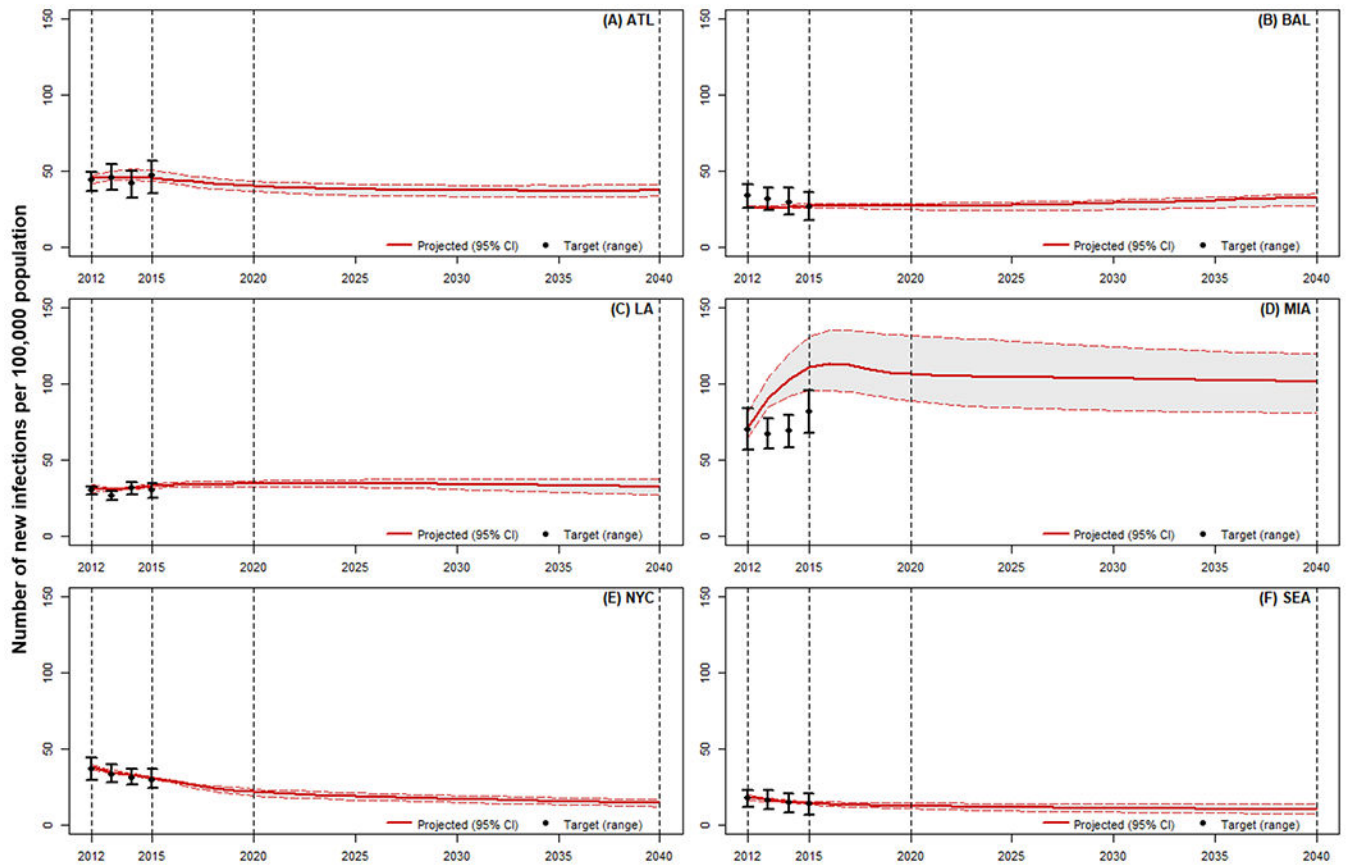 Number of new infections per 100,000 population
(A) ATL
150
100
50
0
Projected (95% CI) Target (range)
2012 2015 2020 2025 2030 2035 2040
(B) BAL
150
100
50
0
Projected (95% CI) Target (range)
2012 2015 2020 2025 2030 2035 2040
(C) LA
150
100
50
0
Projected (95% CI) Target (range)
2012 2015 2020 2025 2030 2035 2040
(D) MIA
150
100
50
0
Projected (95% CI) Target (range)
2012 2015 2020 2025 2030 2035 2040
(E) NYC
150
100
50
0
Projected (95% CI) Target (range)
2012 2015 2020 2025 2030 2035 2040
(F) SEA
150
100
50
0
Projected (95% CI) Target (range)
2012 2015 2020 2025 2030 2035 2040